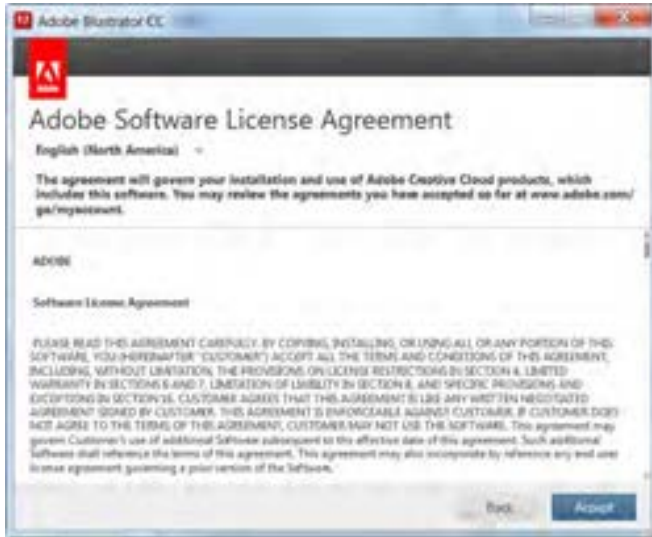 Adobe Illustrator CC
Adobe Software License Agreement
English (North America)
The agreement will govern your installation and use of Adobe Creative Cloud products, which
includes this software. You may review the agreements you have accepted so far at www.adobe.com/
go/myaccount.
ADOBE
Software License Agreement
PLEASE READ THIS AGREEMENT CAREFULLY. BY COPYING, INSTALLING, OR USING ALL OR ANY PORTION OF THIS
SOFTWARE, YOU (HEREINAFTER "CUSTOMER") ACCEPT ALL THE TERMS AND CONDITIONS OF THIS AGREEMENT,
INCLUDING, WITHOUT LIMITATION, THE PROVISIONS ON LICENSE RESTRICTIONS IN SECTION 4, LIMITED
WARRANTY IN SECTIONS 6 AND 7, LIMITATION OF LIABILITY IN SECTION 8, AND SPECIFIC PROVISIONS AND
EXCEPTIONS IN SECTION 16. CUSTOMER AGREES THAT THIS AGREEMENT IS LIKE ANY WRITTEN NEGOTIATED
AGREEMENT SIGNED BY CUSTOMER. THIS AGREEMENT IS ENFORCEABLE AGAINST CUSTOMER. IF CUSTOMER DOES
NOT AGREE TO THE TERMS OF THIS AGREEMENT, CUSTOMER MAY NOT USE THE SOFTWARE. This agreement may
govern Customer's use of additional Software subsequent to the effective date of this agreement. Such additional
Software shall reference the terms of this agreement. This agreement may also incorporate by reference any end user
license agreement governing a prior version of the Software.
Back
Accept